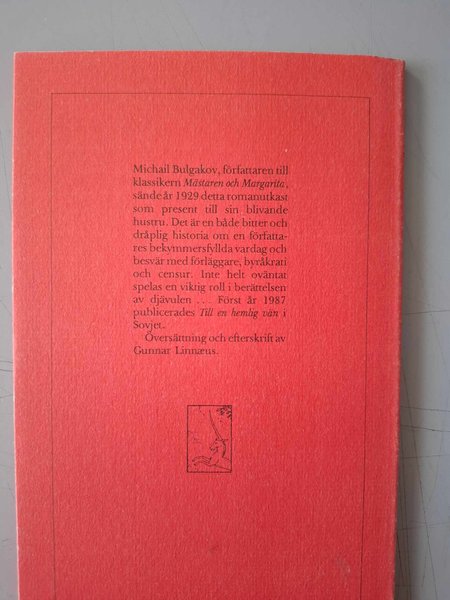 Michail Bulgakov, författaren till
klassikern Mästaren och Margarita,
sände år 1929 detta romanutkast
som present till sin blivande
hustru. Det är en både bitter och
dråplig historia om en författa-
res bekymmersfyllda vardag och
besvär med förläggare, byråkrati
och censur. Inte helt oväntat
spelas en viktig roll i berättelsen
av djävulen ... Först år 1987
publicerades Till en hemlig vän i
Sovjet.
Översättning och efterskrift av
Gunnar Linnæus.